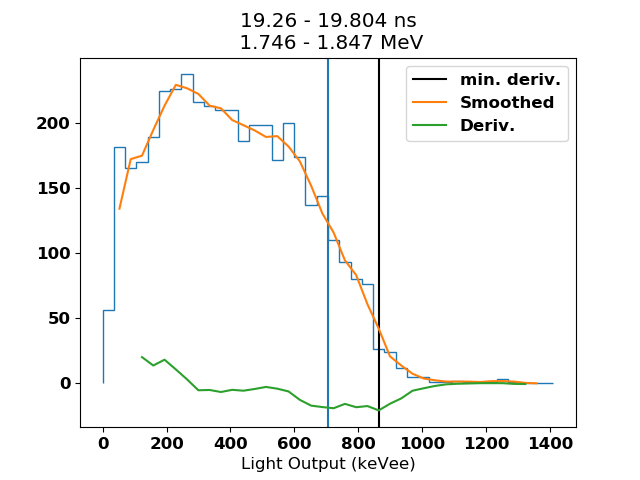 19.26 - 19.804 ns
1.746 - 1.847 MeV
min. deriv.
Smoothed
Deriv.
200
150
100
50
0
0 200 400 600 800 1000 1200 1400
Light Output (keVee)